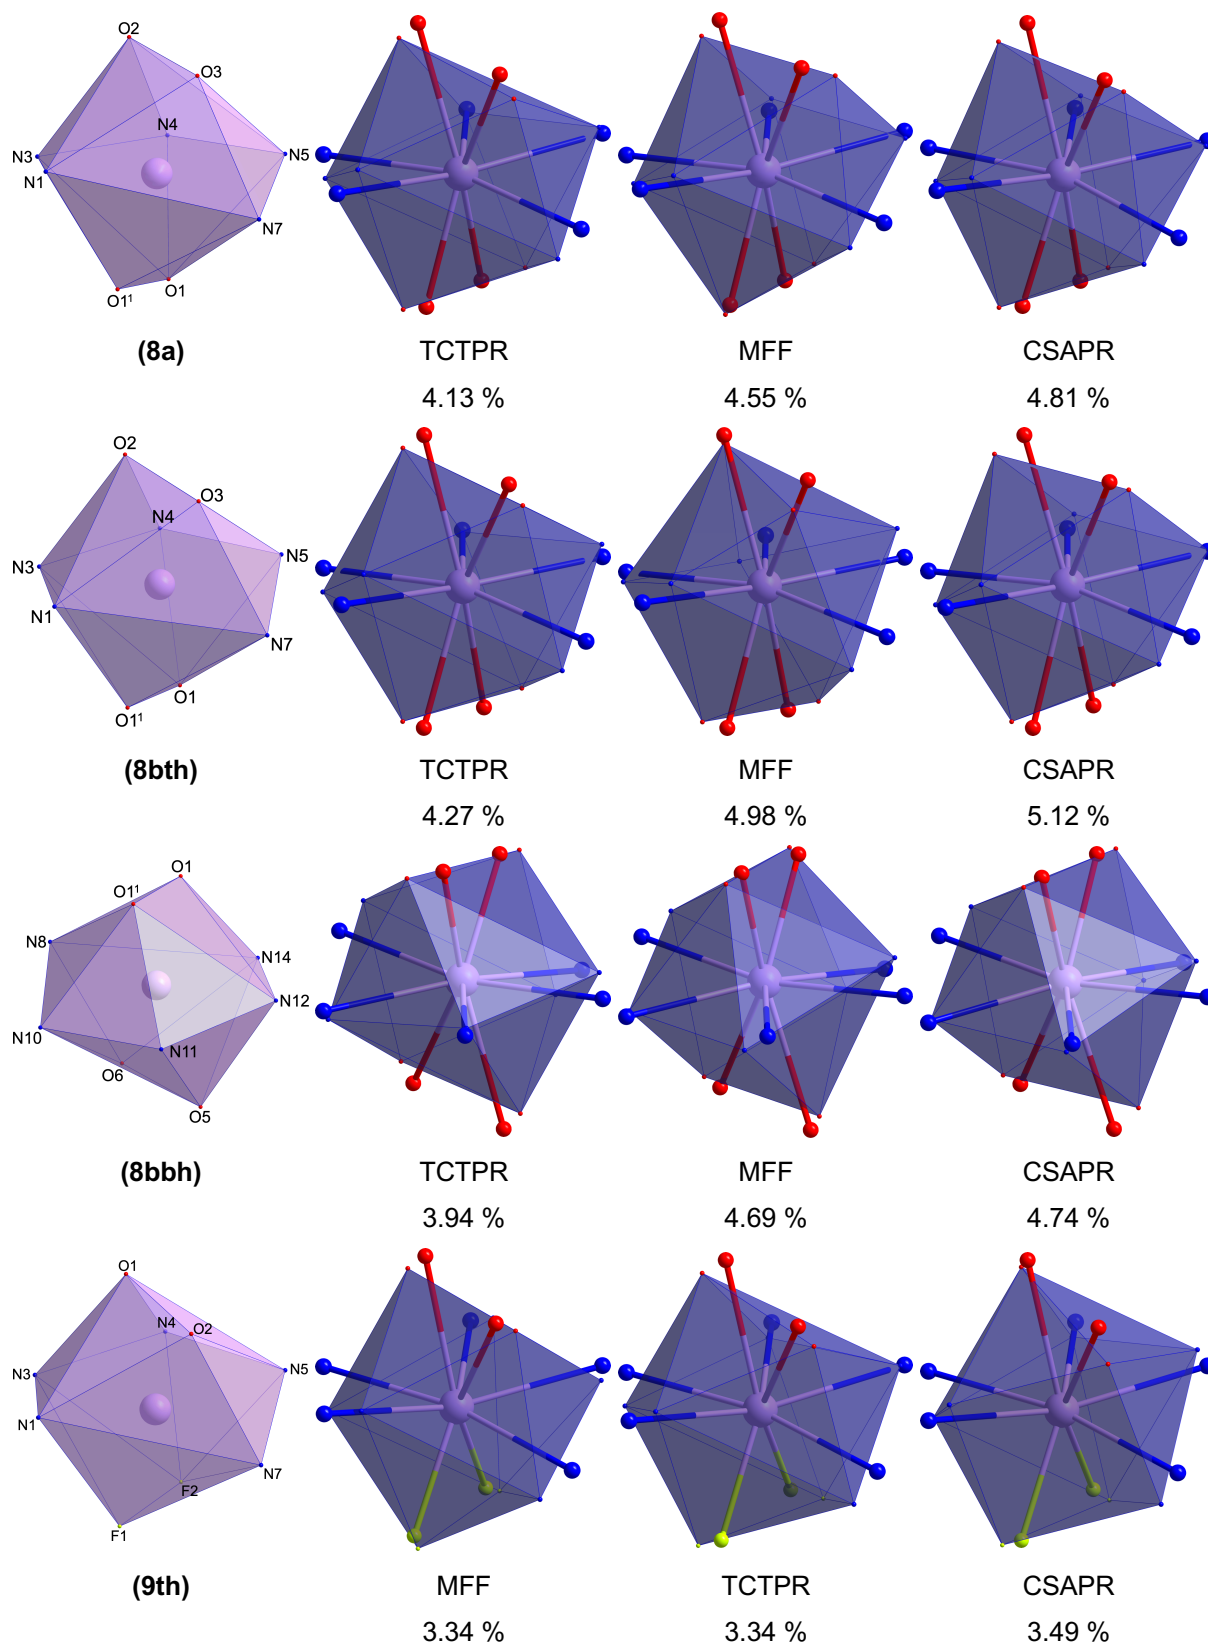 O2
O3
N4
N3
N5
N1
N7
O1¹
O1
(8a) TCTPR MFF CSAPR
4.13 % 4.55 % 4.81 %
O2
O3
N4
N5
N3
N1
N7
O1
O1¹
(8bth) TCTPR MFF CSAPR
4.27 % 4.98 % 5.12 %
O1
O1¹
N8
N14
N12
N10
N11
O6
O5
(8bbh) TCTPR MFF CSAPR
3.94 % 4.69 % 4.74 %
O1
N4 O2
N3
N5
N1
N7
F2
F1
(9th) MFF TCTPR CSAPR
3.34 % 3.34 % 3.49 %